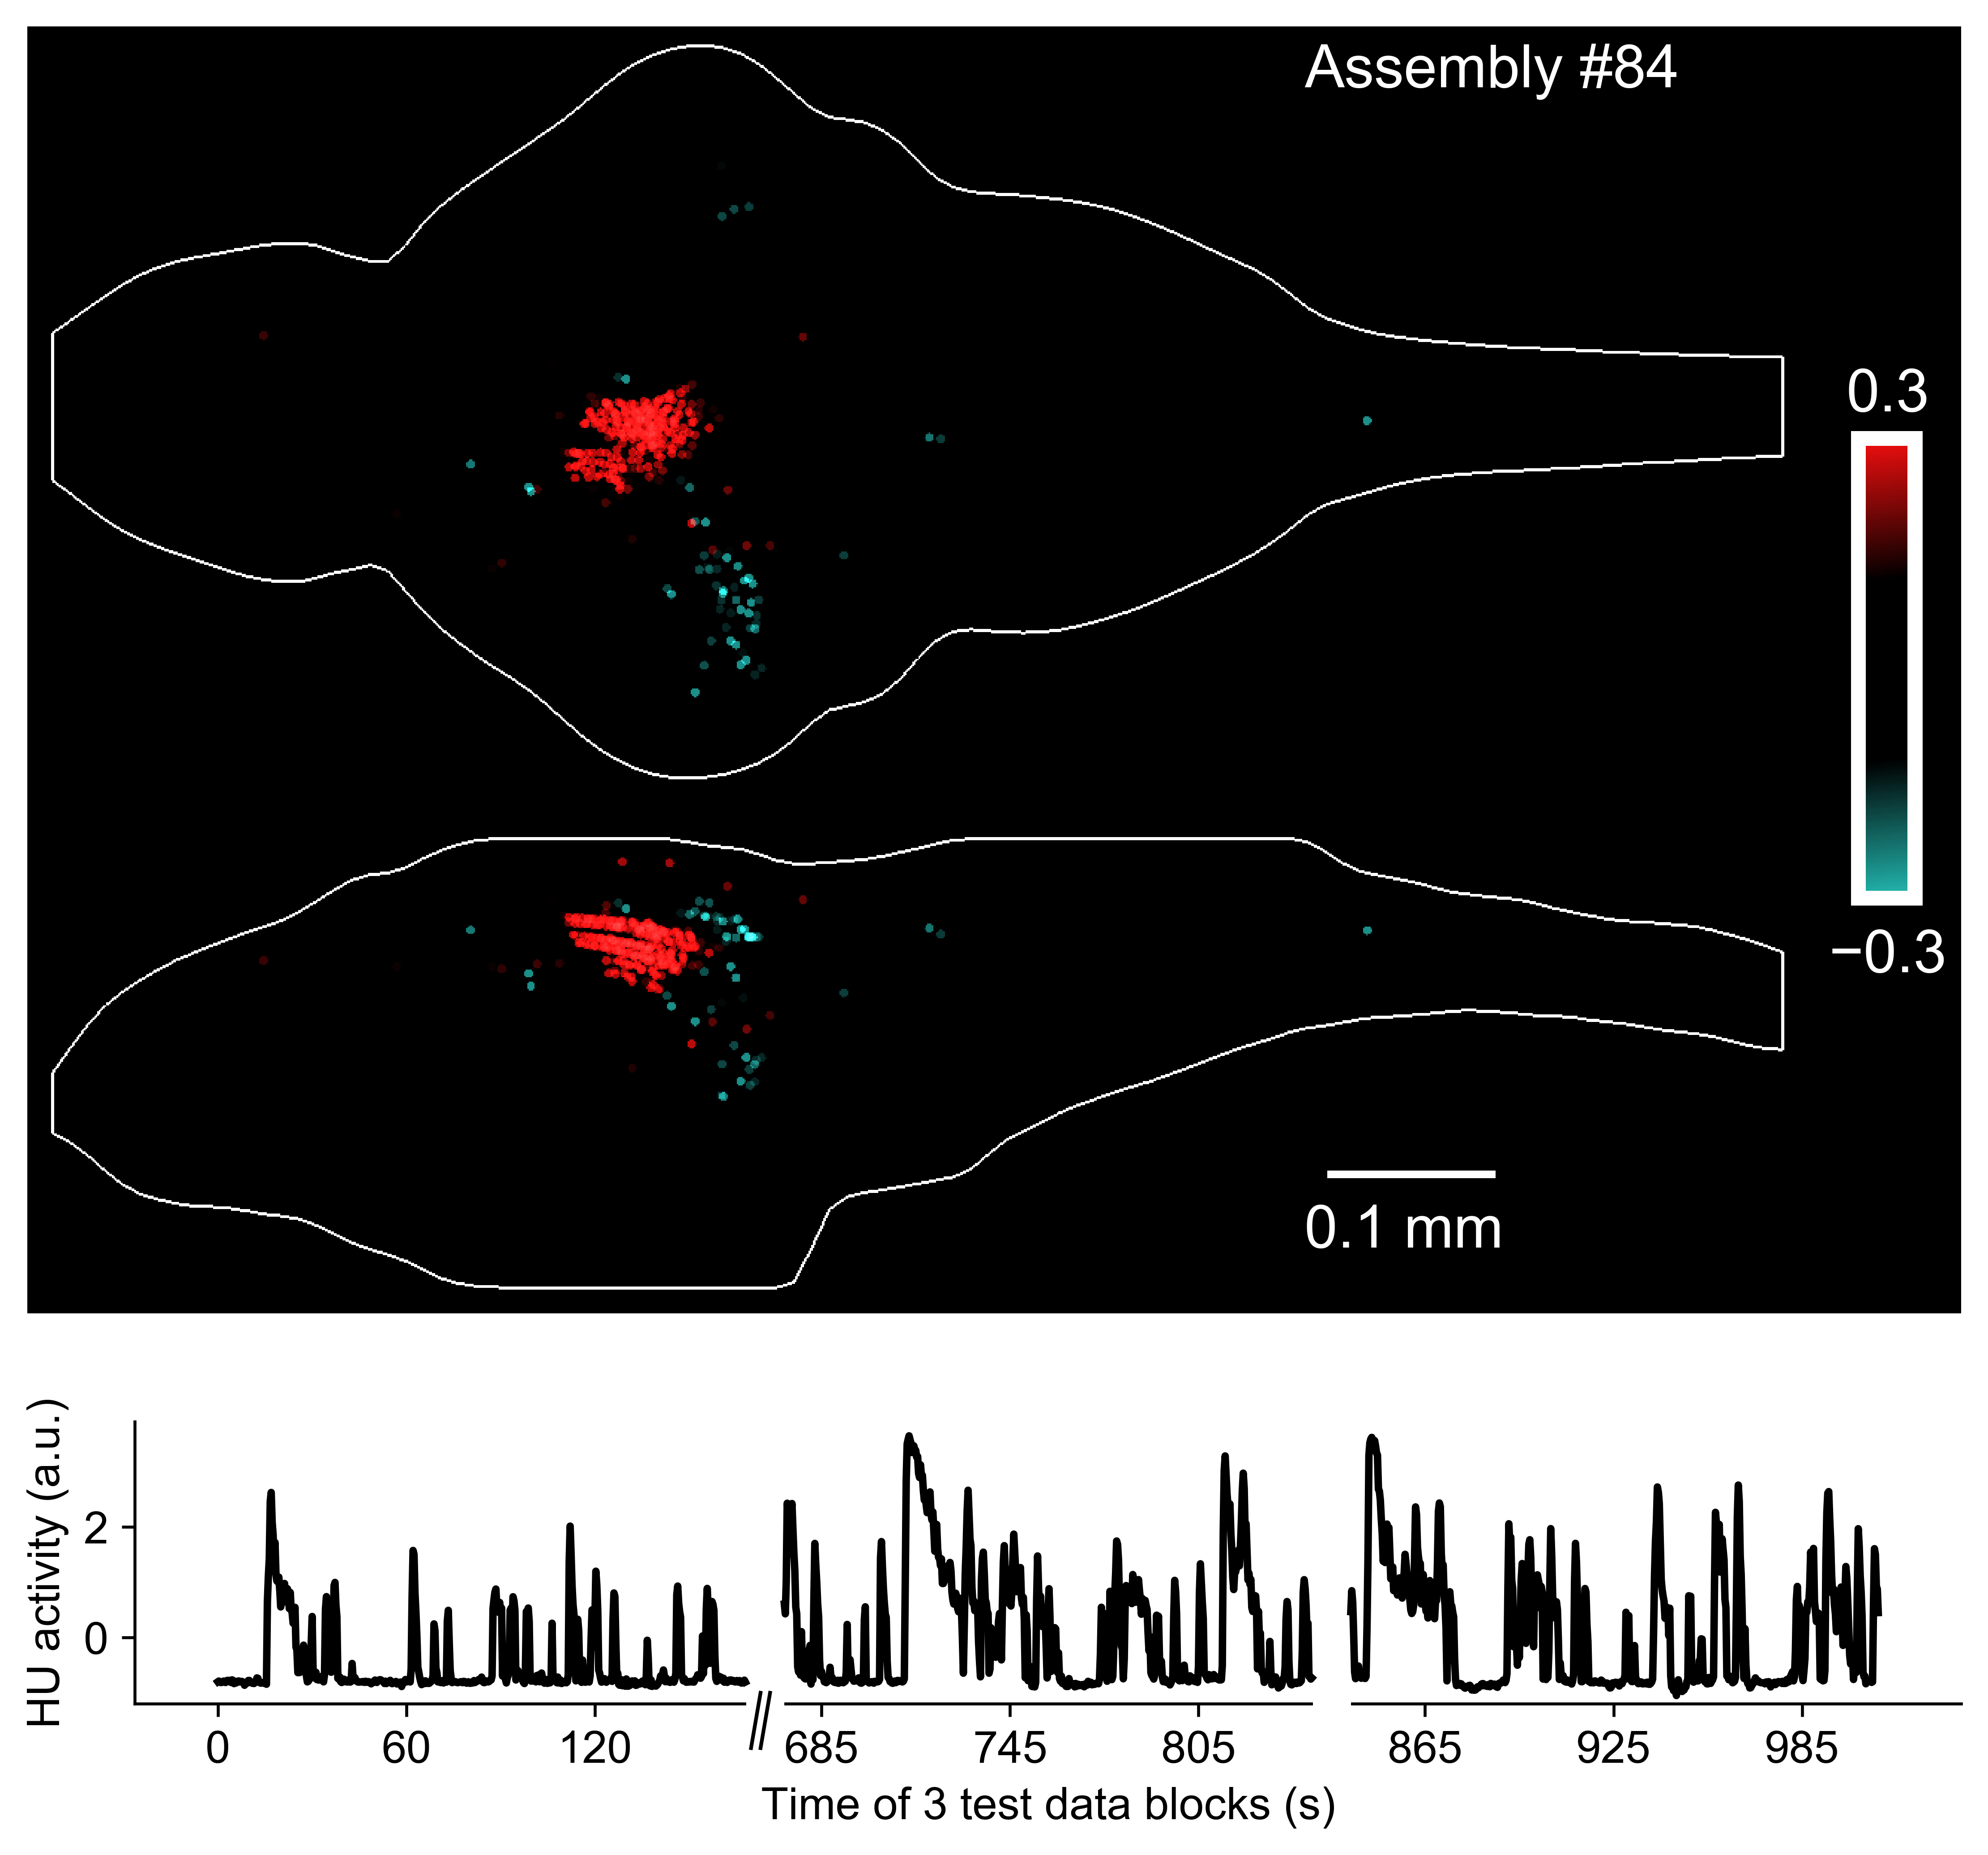 Assembly #84
0.3
−0.3
0.1 mm
HU activity (a.u.)
2
0
0 60 120 685 745 805 865 925 985
Time of 3 test data blocks (s)